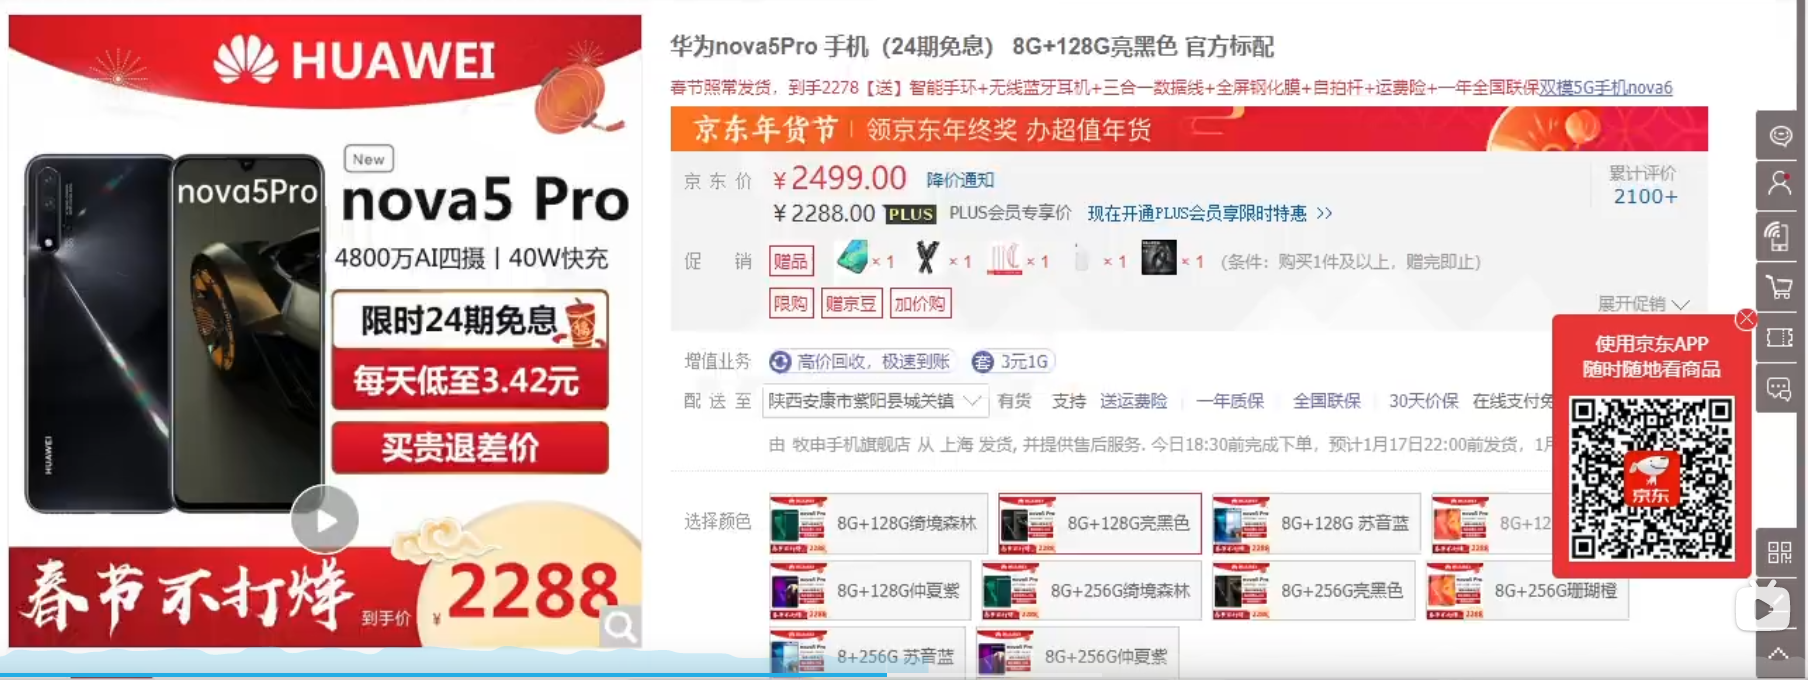 HUAWEI
New
nova5Pro
nova5 Pro
4800万AI四摄 | 40W快充
限时24期免息
每天低至3.42元
买贵退差价
HUAWEI
春节不打烊
到手价 ¥ 2288
华为nova5Pro 手机（24期免息） 8G+128G亮黑色 官方标配
春节照常发货，到手2278【送】智能手环+无线蓝牙耳机+三合一数据线+全屏钢化膜+自拍杆+运费险+一年全国联保双模5G手机nova6
京东年货节 | 领京东年终奖 办超值年货
京东价 ¥2499.00 降价通知
累计评价
2100+
¥2288.00 PLUS PLUS会员专享价 现在开通PLUS会员享限时特惠 >>
促销 赠品 ×1 ×1 ×1 ×1 ×1 (条件：购买1件及以上，赠完即止)
限购 赠京豆 加价购
展开促销
增值业务 高价回收，极速到账 套 3元1G
配送至 陕西安康市紫阳县城关镇 有货 支持 送运费险 一年质保 全国联保 30天价保 在线支付免
由 牧申手机旗舰店 从 上海 发货, 并提供售后服务. 今日18:30前完成下单，预计1月17日22:00前发货，1月
选择颜色 8G+128G绮境森林 8G+128G亮黑色 8G+128G 苏音蓝 8G+12
8G+128G仲夏紫 8G+256G绮境森林 8G+256G亮黑色 8G+256G珊瑚橙
8+256G 苏音蓝 8G+256G仲夏紫
使用京东APP
随时随地看商品
京东